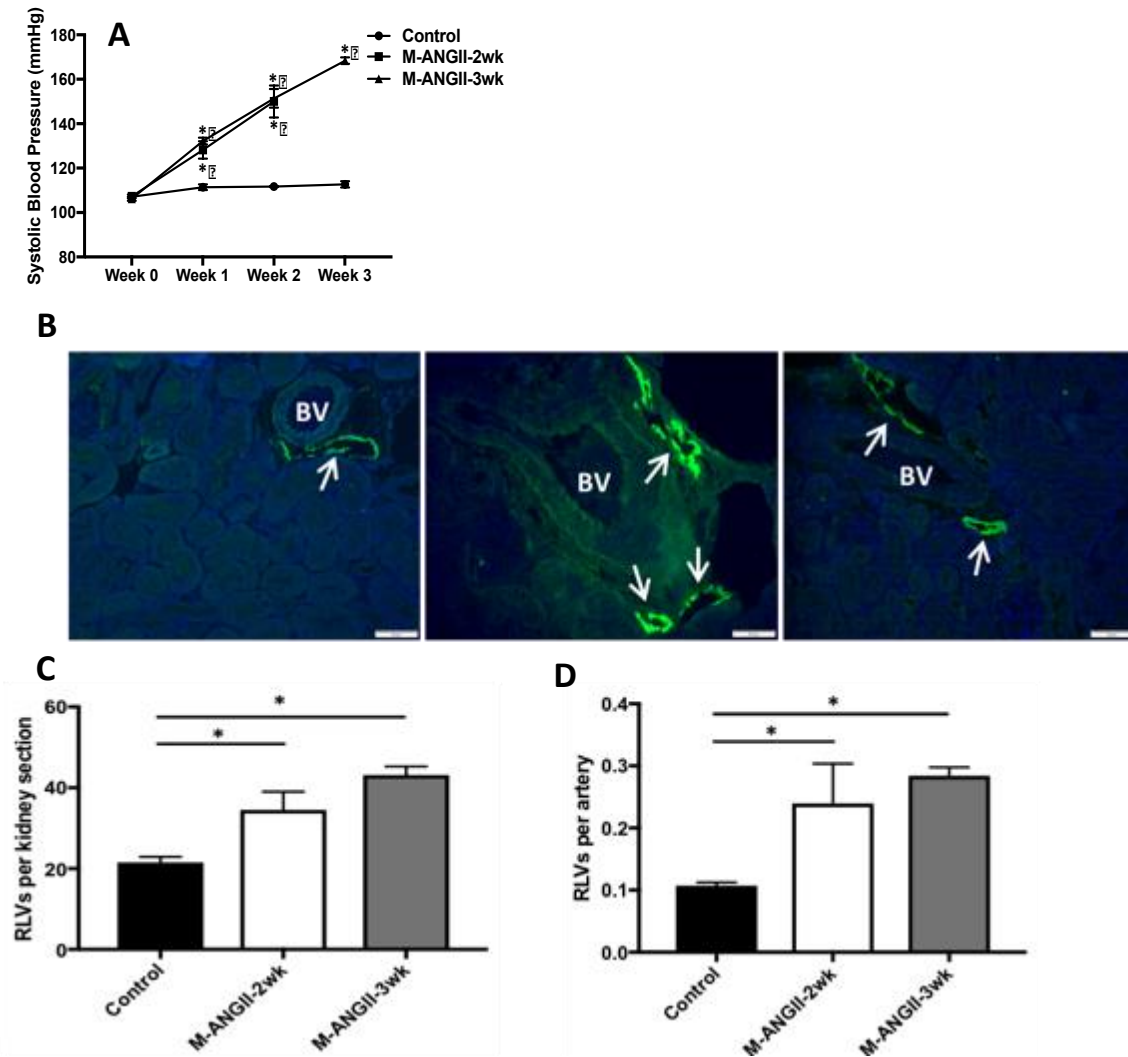 A
Systolic Blood Pressure (mmHg)
180
160
140
120
100
80
Week 0 Week 1 Week 2 Week 3
*⍰
*⍰
*⍰
*⍰
*⍰
Control
M-ANGII-2wk
M-ANGII-3wk
B
BV
BV
BV
C
RLVs per kidney section
60
40
20
0
*
*
Control
M-ANGII-2wk
M-ANGII-3wk
D
RLVs per artery
0.4
0.3
0.2
0.1
0.0
*
*
Control
M-ANGII-2wk
M-ANGII-3wk